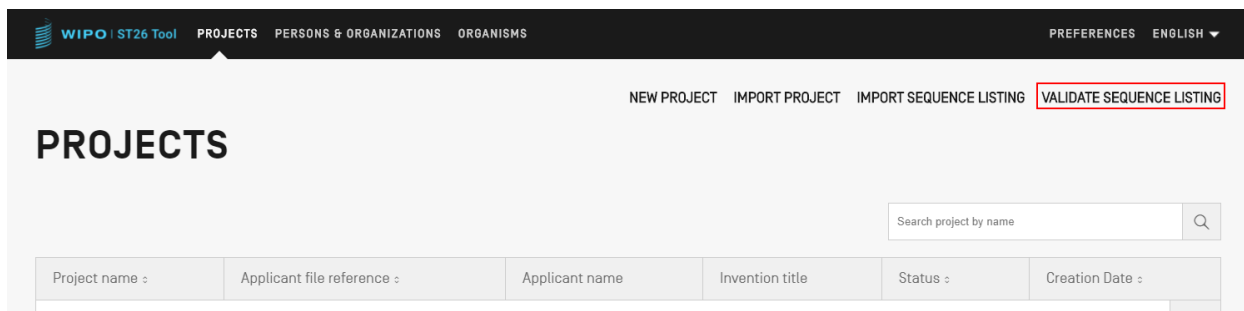 WIPO | ST26 Tool PROJECTS PERSONS & ORGANIZATIONS ORGANISMS PREFERENCES ENGLISH
NEW PROJECT IMPORT PROJECT IMPORT SEQUENCE LISTING VALIDATE SEQUENCE LISTING
PROJECTS
Search project by name
Project name Applicant file reference Applicant name Invention title Status Creation Date